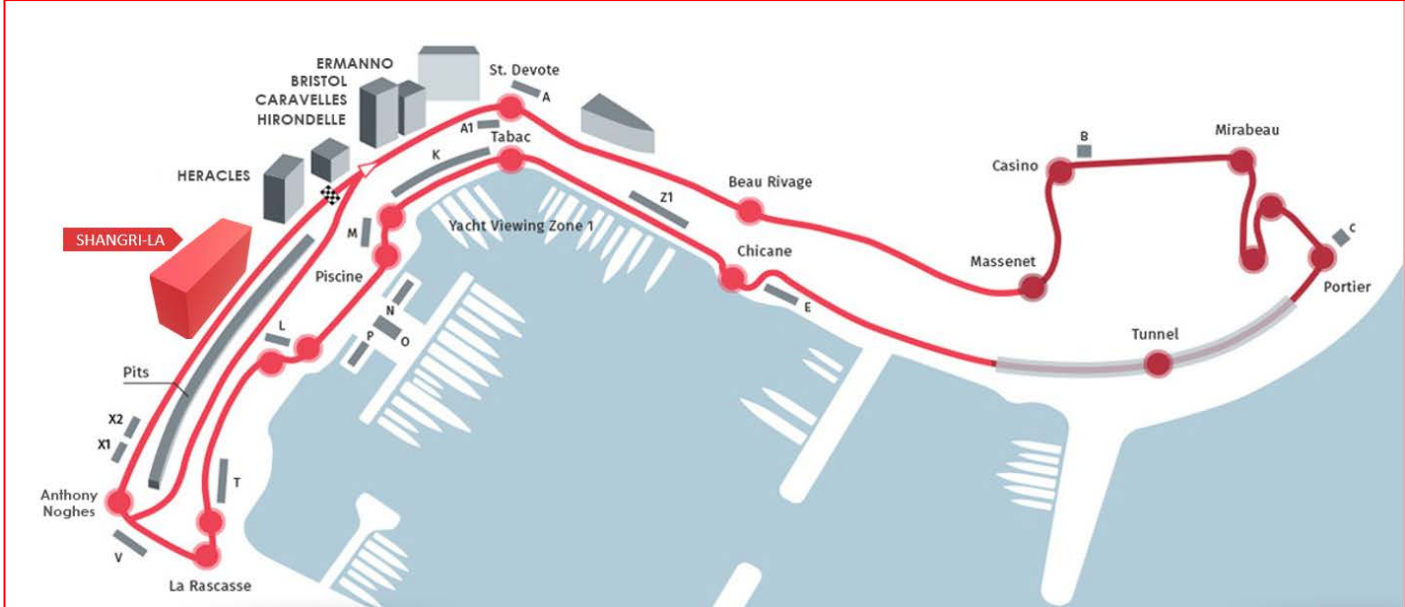 ERMANNO
BRISTOL
CARAVELLES
HIRONDELLE
St. Devote
A
A1
Tabac
K
HERACLES
SHANGRI-LA
M
Yacht Viewing Zone 1
Z1
Beau Rivage
Chicane
E
Massenet
Casino
B
Mirabeau
C
Portier
Tunnel
Piscine
N
O
P
L
Pits
X2
X1
T
Anthony
Noghes
V
La Rascasse